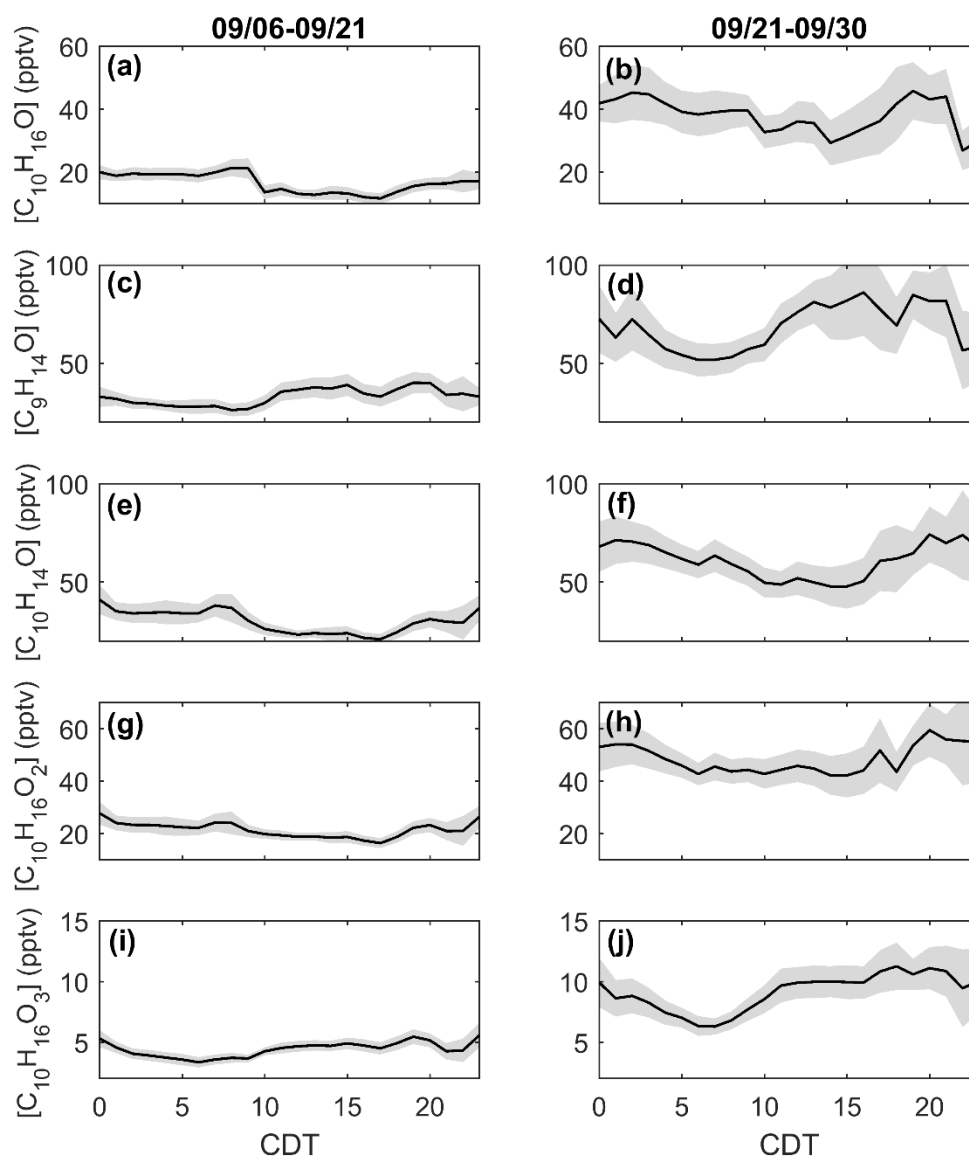 09/06-09/21 09/21-09/30
[C₁₀H₁₆O] (pptv)
60
40
20
(a)
60
40
20
(b)
[C₉H₁₄O] (pptv)
100
50
(c)
100
50
(d)
[C₁₀H₁₄O] (pptv)
100
50
(e)
100
50
(f)
[C₁₀H₁₆O₂] (pptv)
60
40
20
(g)
60
40
20
(h)
[C₁₀H₁₆O₃] (pptv)
15
10
5
(i)
15
10
5
(j)
0 5 10 15 20
0 5 10 15 20
CDT CDT